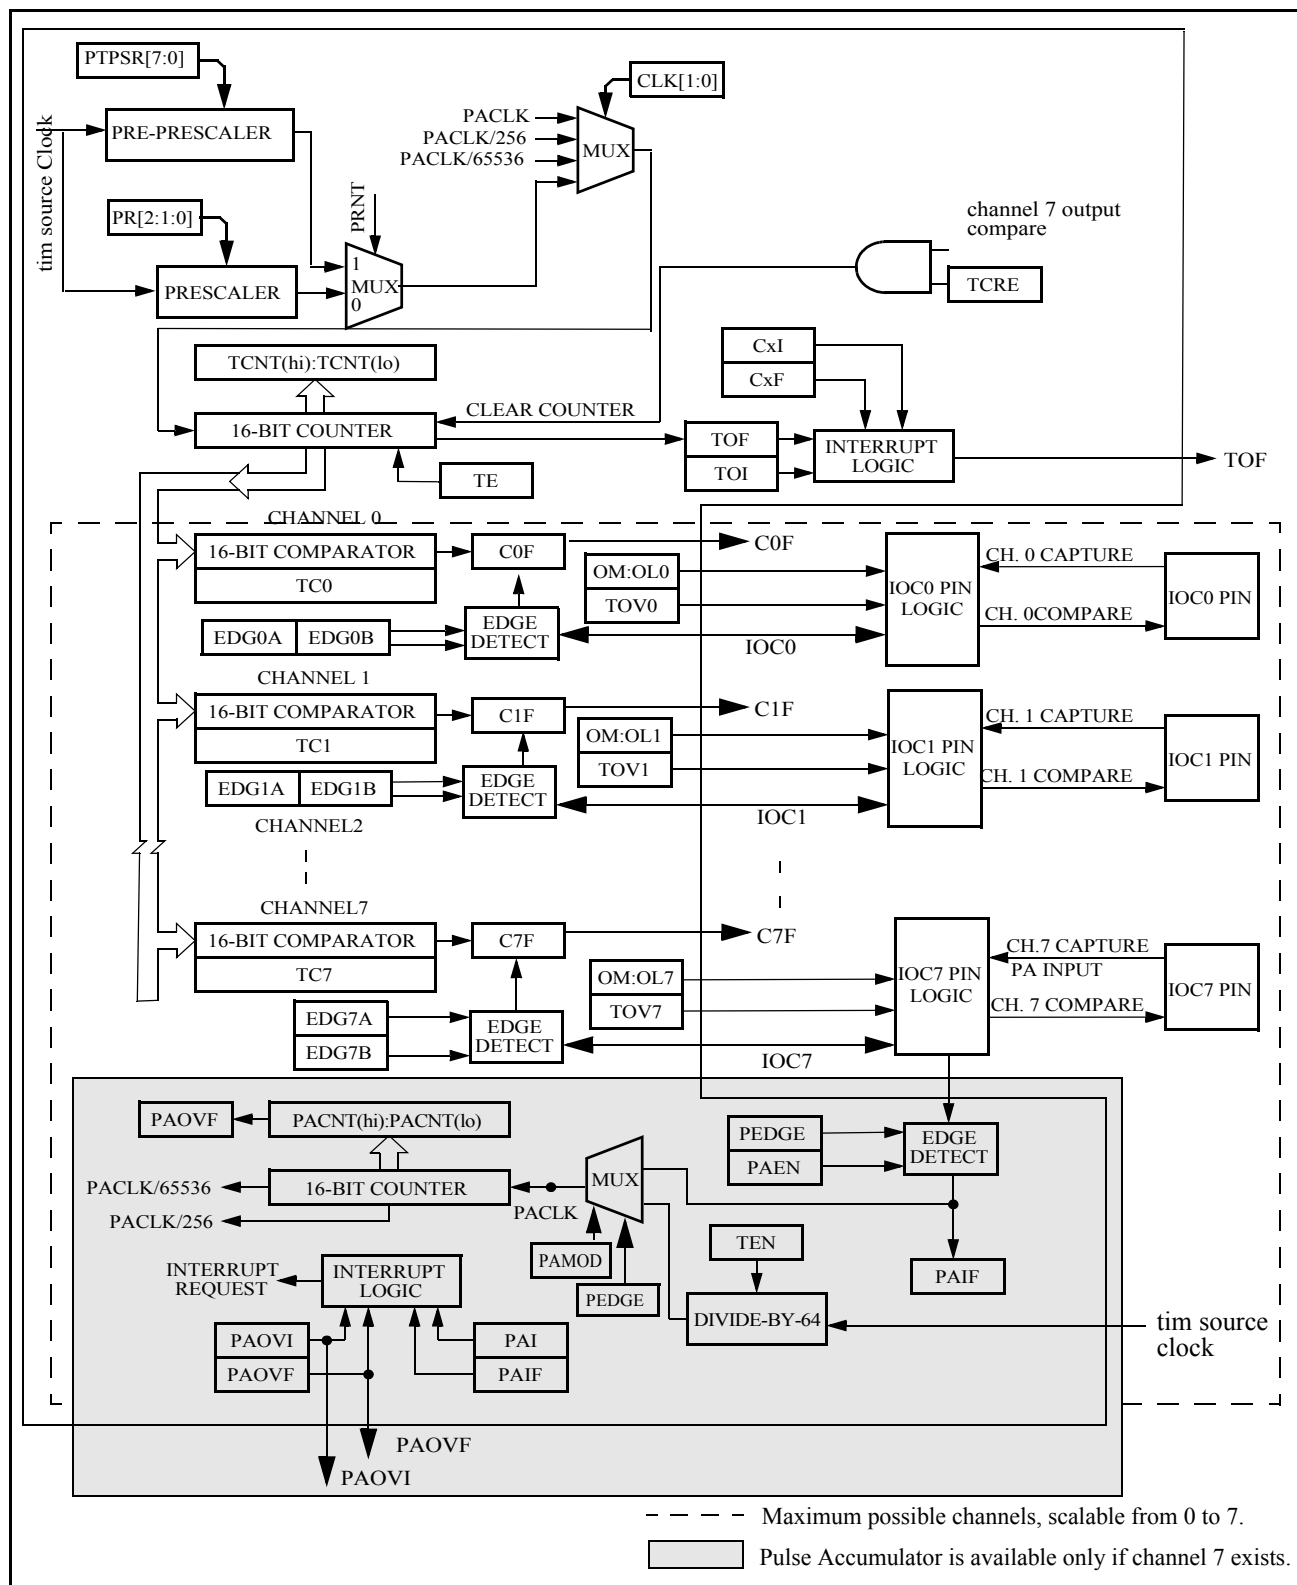 PTPSR[7:0]
CLK[1:0]
tim source Clock
PRE-PRESCALER
PACLK
PACLK/256
PACLK/65536
MUX
PR[2:1:0]
PRNT
channel 7 output
compare
1
MUX
0
PRESCALER
TCRE
TCNT(hi):TCNT(lo)
CxI
CxF
CLEAR COUNTER
16-BIT COUNTER
TOF
TOI
INTERRUPT
LOGIC
TOF
TE
CHANNEL 0
16-BIT COMPARATOR
TC0
C0F
C0F
OM:OL0
TOV0
IOC0 PIN
LOGIC
CH. 0 CAPTURE
CH. 0COMPARE
IOC0 PIN
EDG0A
EDG0B
EDGE
DETECT
IOC0
CHANNEL 1
16-BIT COMPARATOR
TC1
C1F
C1F
OM:OL1
TOV1
IOC1 PIN
LOGIC
CH. 1 CAPTURE
CH. 1 COMPARE
IOC1 PIN
EDG1A
EDG1B
EDGE
DETECT
IOC1
CHANNEL2
CHANNEL7
16-BIT COMPARATOR
TC7
C7F
C7F
OM:OL7
TOV7
IOC7 PIN
LOGIC
CH.7 CAPTURE
PA INPUT
CH. 7 COMPARE
IOC7 PIN
EDG7A
EDG7B
EDGE
DETECT
IOC7
PAOVF
PACNT(hi):PACNT(lo)
PEDGE
PAEN
EDGE
DETECT
PACLK/65536
16-BIT COUNTER
PACLK
MUX
PACLK/256
PAMOD
PEDGE
TEN
PAIF
INTERRUPT
REQUEST
INTERRUPT
LOGIC
DIVIDE-BY-64
tim source
clock
PAOVI
PAOVF
PAI
PAIF
PAOVF
PAOVI
Maximum possible channels, scalable from 0 to 7.
Pulse Accumulator is available only if channel 7 exists.